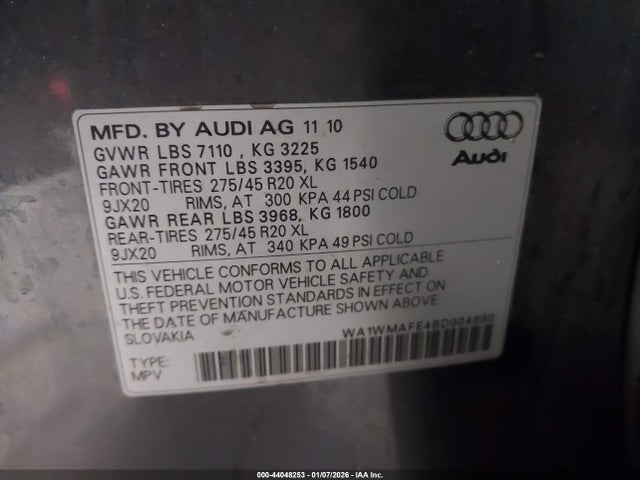 MFD. BY AUDI AG 11 10
GVWR LBS 7110 , KG 3225
GAWR FRONT LBS 3395, KG 1540
FRONT-TIRES 275/45 R20 XL
9JX20 RIMS, AT 300 KPA 44 PSI COLD
GAWR REAR LBS 3968, KG 1800
REAR-TIRES 275/45 R20 XL
9JX20 RIMS, AT 340 KPA 49 PSI COLD
Audi
THIS VEHICLE CONFORMS TO ALL APPLICABLE
U.S. FEDERAL MOTOR VEHICLE SAFETY AND
THEFT PREVENTION STANDARDS IN EFFECT ON
THE DATE OF MANUFACTURE SHOWN ABOVE
SLOVAKIA
WA1WMAFE4BD004890
TYPE:
MPV
000-44048253 - 01/07/2026 - IAA Inc.